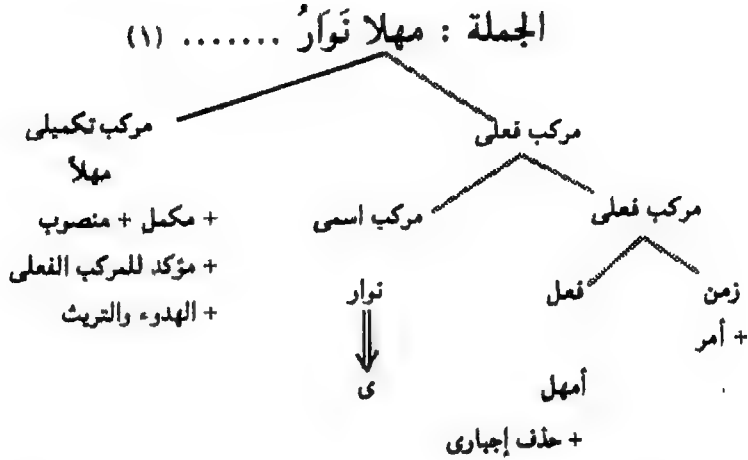 الجملة : مهلا نَوَارُ ....... (١)
مركب فعلى
مركب تكميلى
مهلاً
مركب فعلى
مركب اسمى
+ مكمل + منصوب
+ مؤكد للمركب الفعلى
زمن
فعل
نوار
+ الهدوء والتريث
+ أمر
أمهل
ى
+ حذف إجبارى